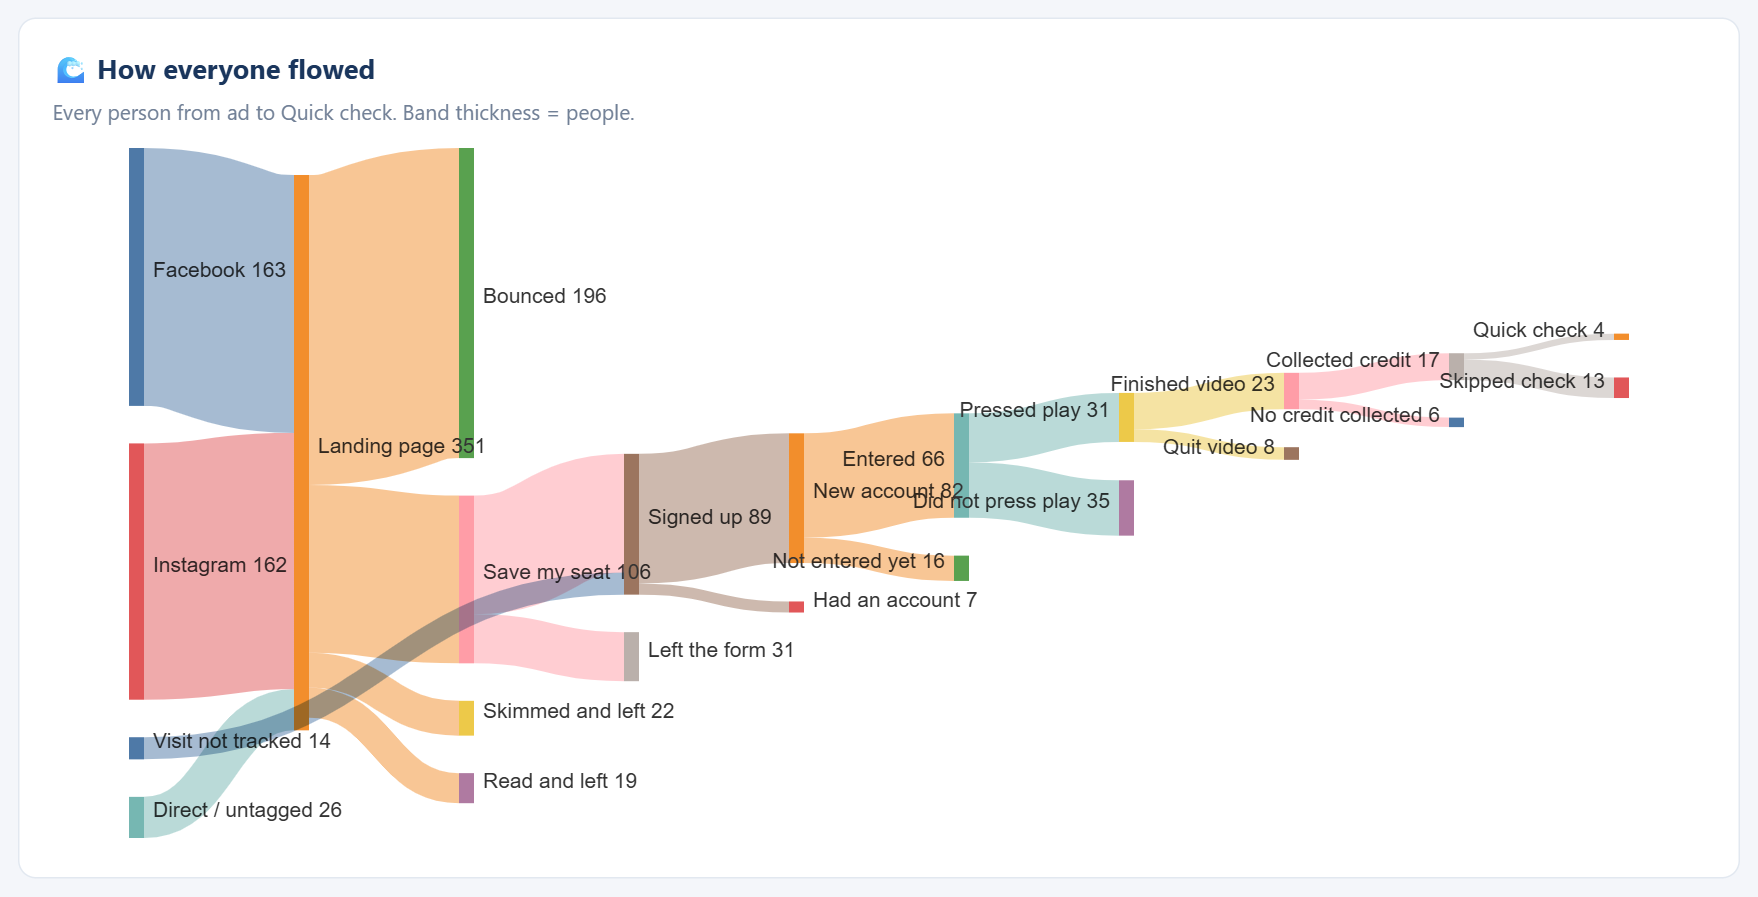 How everyone flowed
Every person from ad to Quick check. Band thickness = people.
Facebook 163
Instagram 162
Visit not tracked 14
Direct / untagged 26
Landing page 351
Bounced 196
Save my seat 106
Skimmed and left 22
Read and left 19
Signed up 89
Left the form 31
New account 82
Had an account 7
Entered 66
Not entered yet 16
Pressed play 31
Did not press play 35
Finished video 23
Quit video 8
Collected credit 17
No credit collected 6
Quick check 4
Skipped check 13